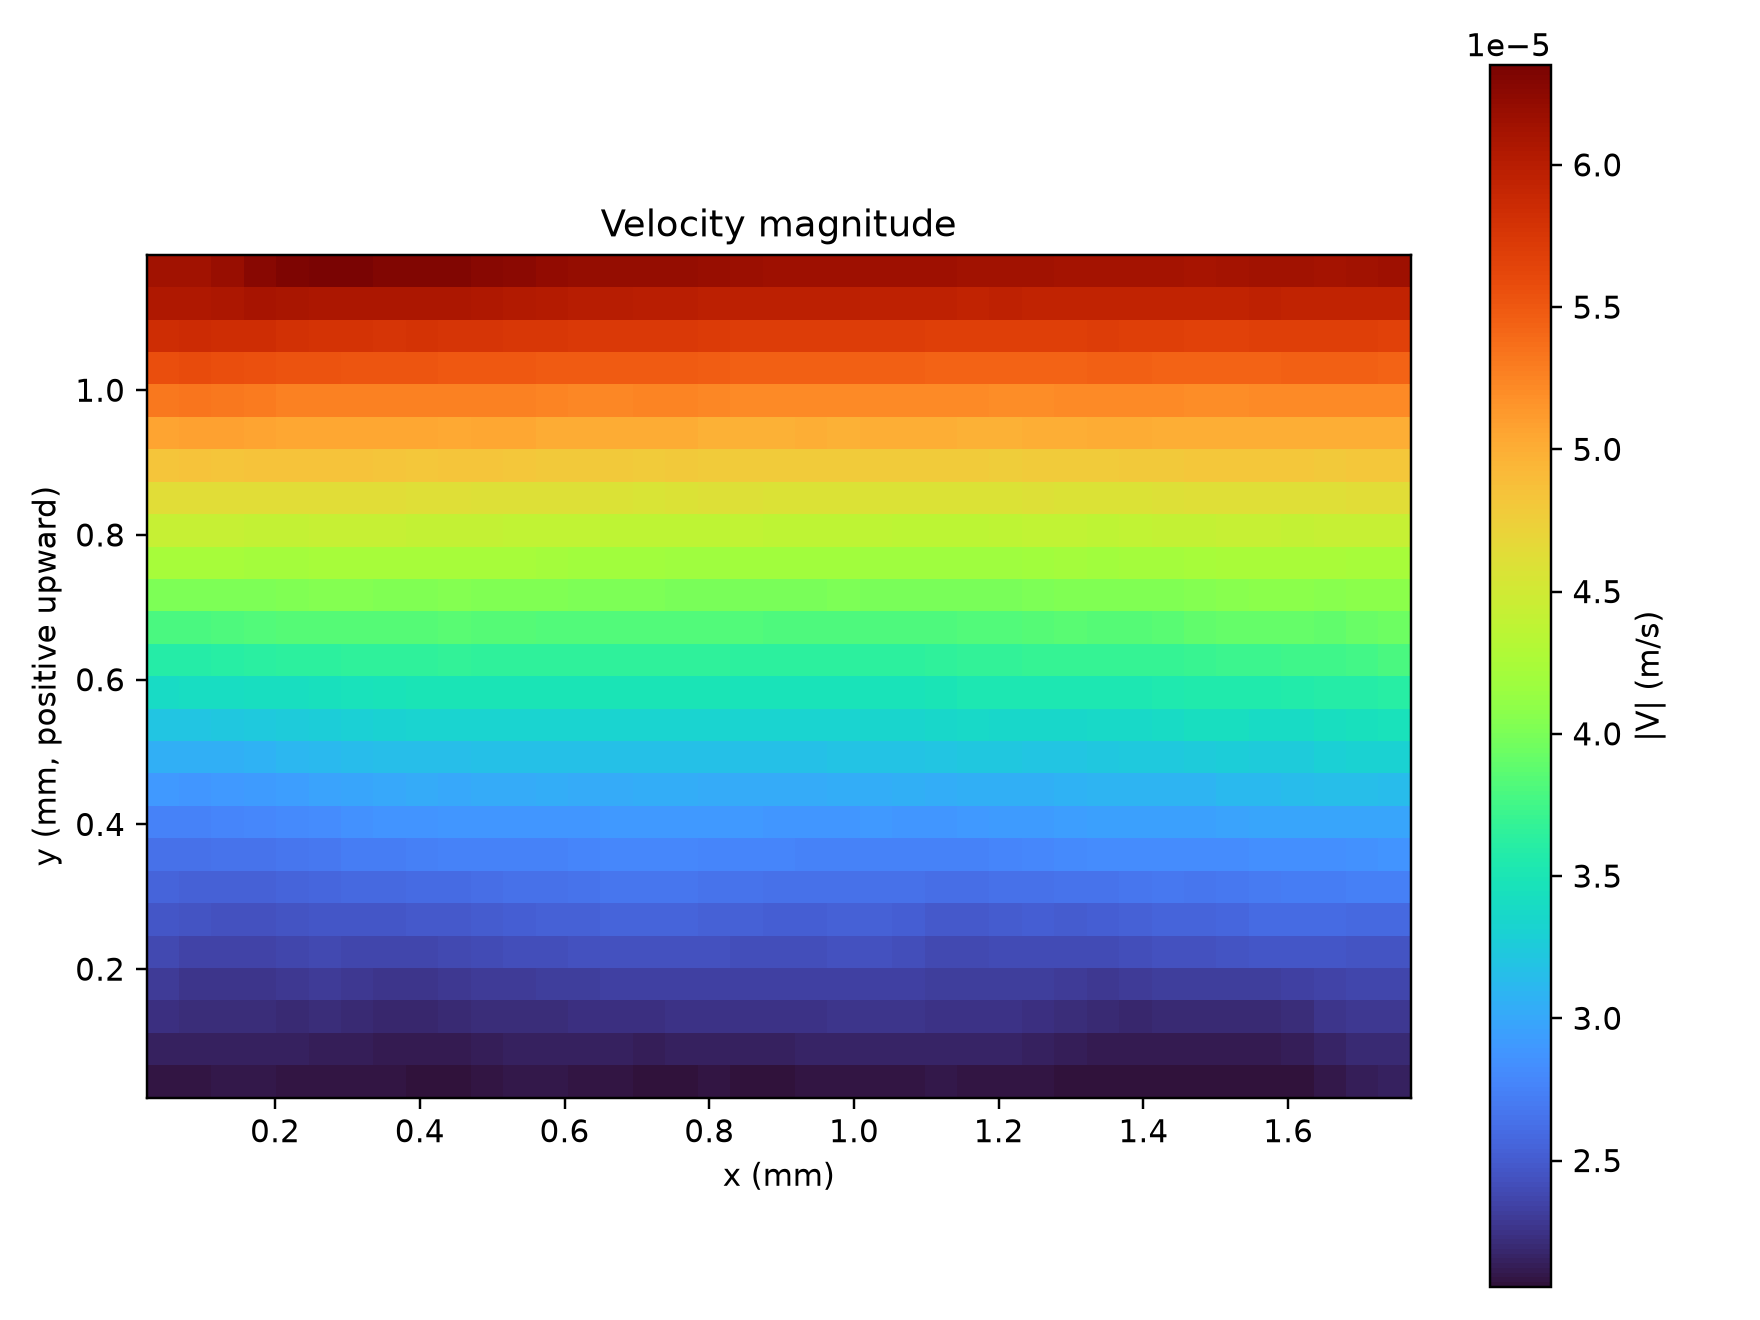 1e−5
Velocity magnitude
6.0
5.5
5.0
4.5
4.0
3.5
3.0
2.5
|V| (m/s)
1.0
0.8
0.6
0.4
0.2
y (mm, positive upward)
0.2 0.4 0.6 0.8 1.0 1.2 1.4 1.6
x (mm)